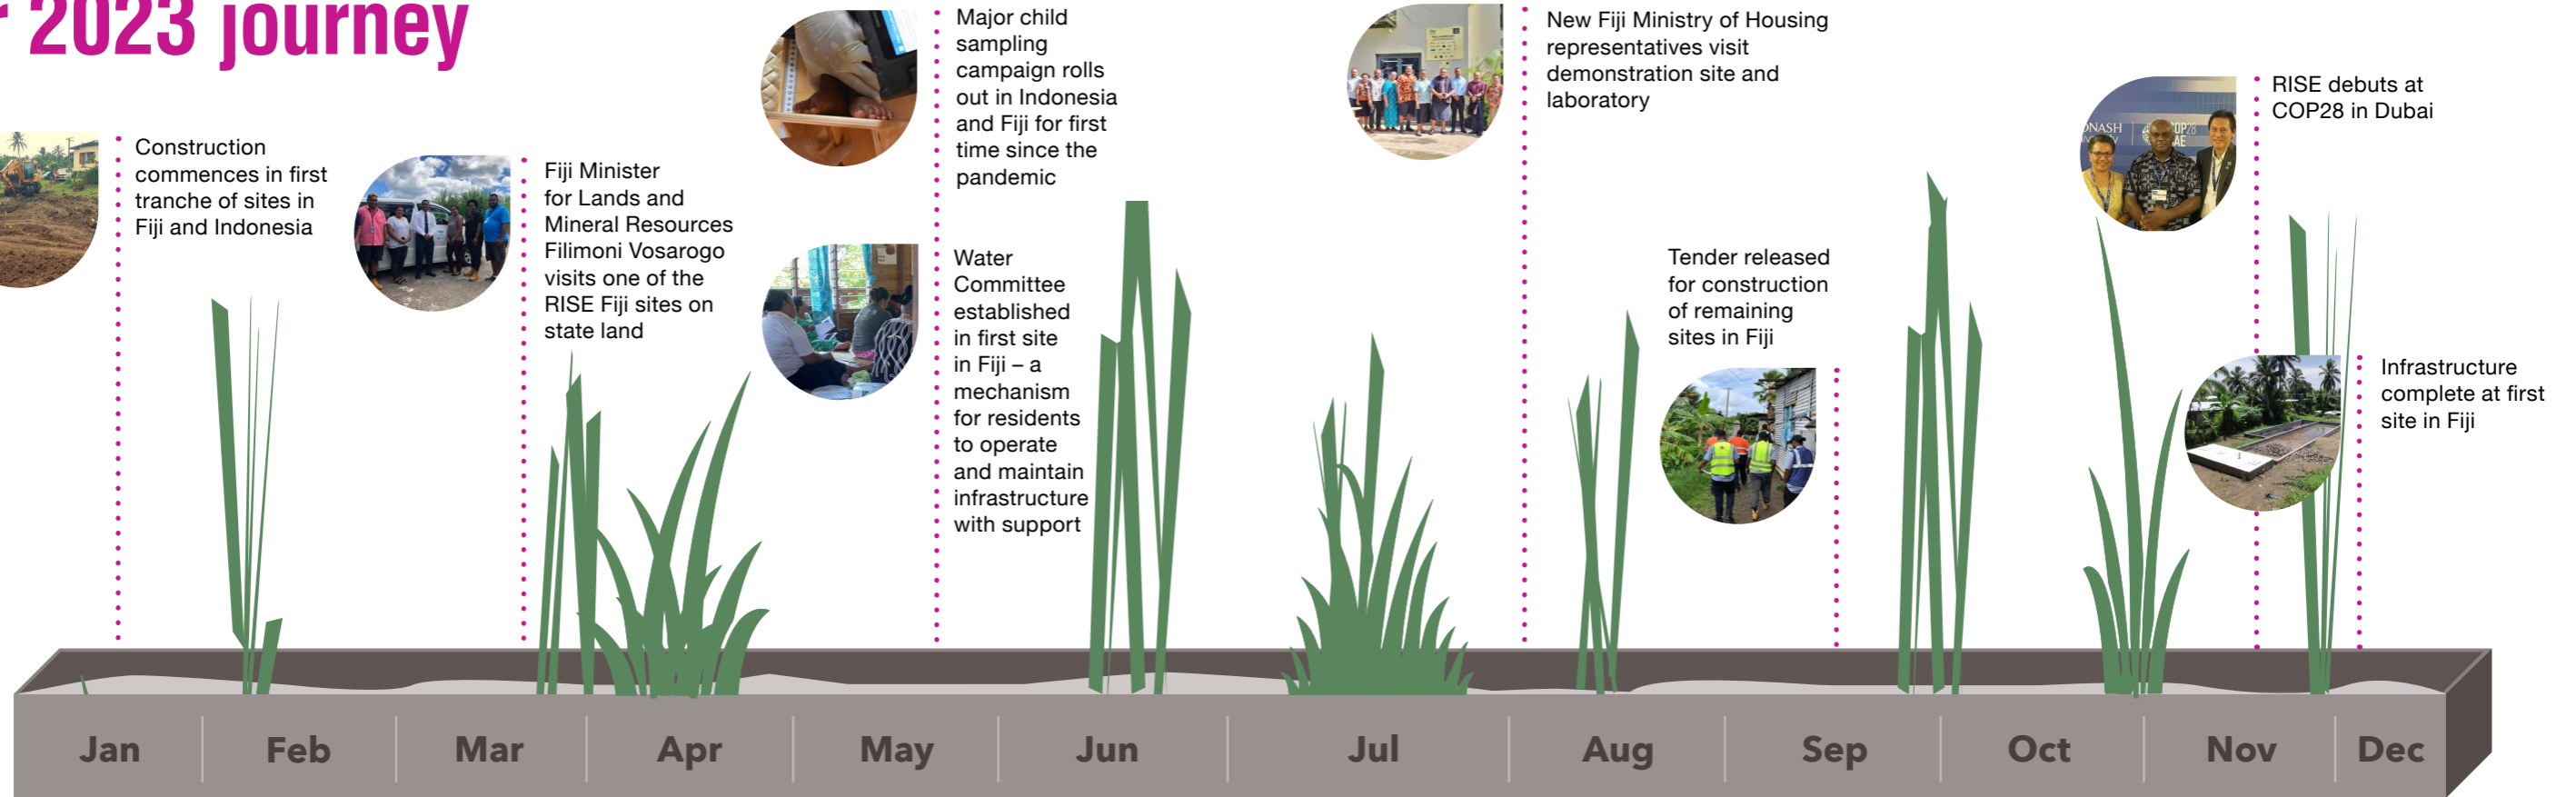 r 2023 journey
Construction
commences in first
tranche of sites in
Fiji and Indonesia
Fiji Minister
for Lands and
Mineral Resources
Filimoni Vosarogo
visits one of the
RISE Fiji sites on
state land
Major child
sampling
campaign rolls
out in Indonesia
and Fiji for first
time since the
pandemic
Water
Committee
established
in first site
in Fiji – a
mechanism
for residents
to operate
and maintain
infrastructure
with support
New Fiji Ministry of Housing
representatives visit
demonstration site and
laboratory
Tender released
for construction
of remaining
sites in Fiji
ONASH
COP28
UAE
RISE debuts at
COP28 in Dubai
Infrastructure
complete at first
site in Fiji
Jan Feb Mar Apr May Jun Jul Aug Sep Oct Nov Dec